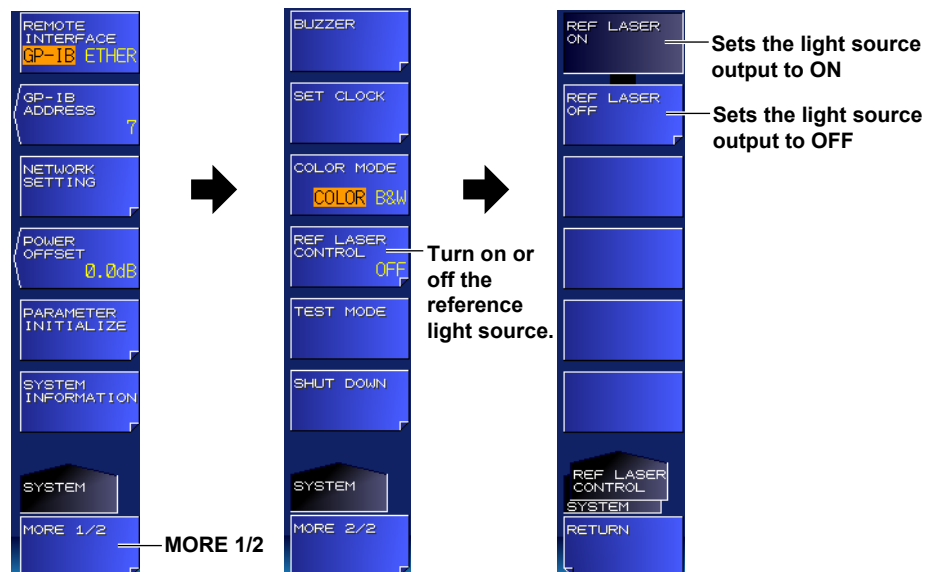 REMOTE
INTERFACE
GP-IB ETHER
GP-IB
ADDRESS
7
NETWORK
SETTING
POWER
OFFSET
0.0dB
PARAMETER
INITIALIZE
SYSTEM
INFORMATION
SYSTEM
MORE 1/2
MORE 1/2
BUZZER
SET CLOCK
COLOR MODE
COLOR B&W
REF LASER
CONTROL
OFF
Turn on or
off the
reference
light source.
TEST MODE
SHUT DOWN
SYSTEM
MORE 2/2
REF LASER
ON
Sets the light source
output to ON
REF LASER
OFF
Sets the light source
output to OFF
REF LASER
CONTROL
SYSTEM
RETURN